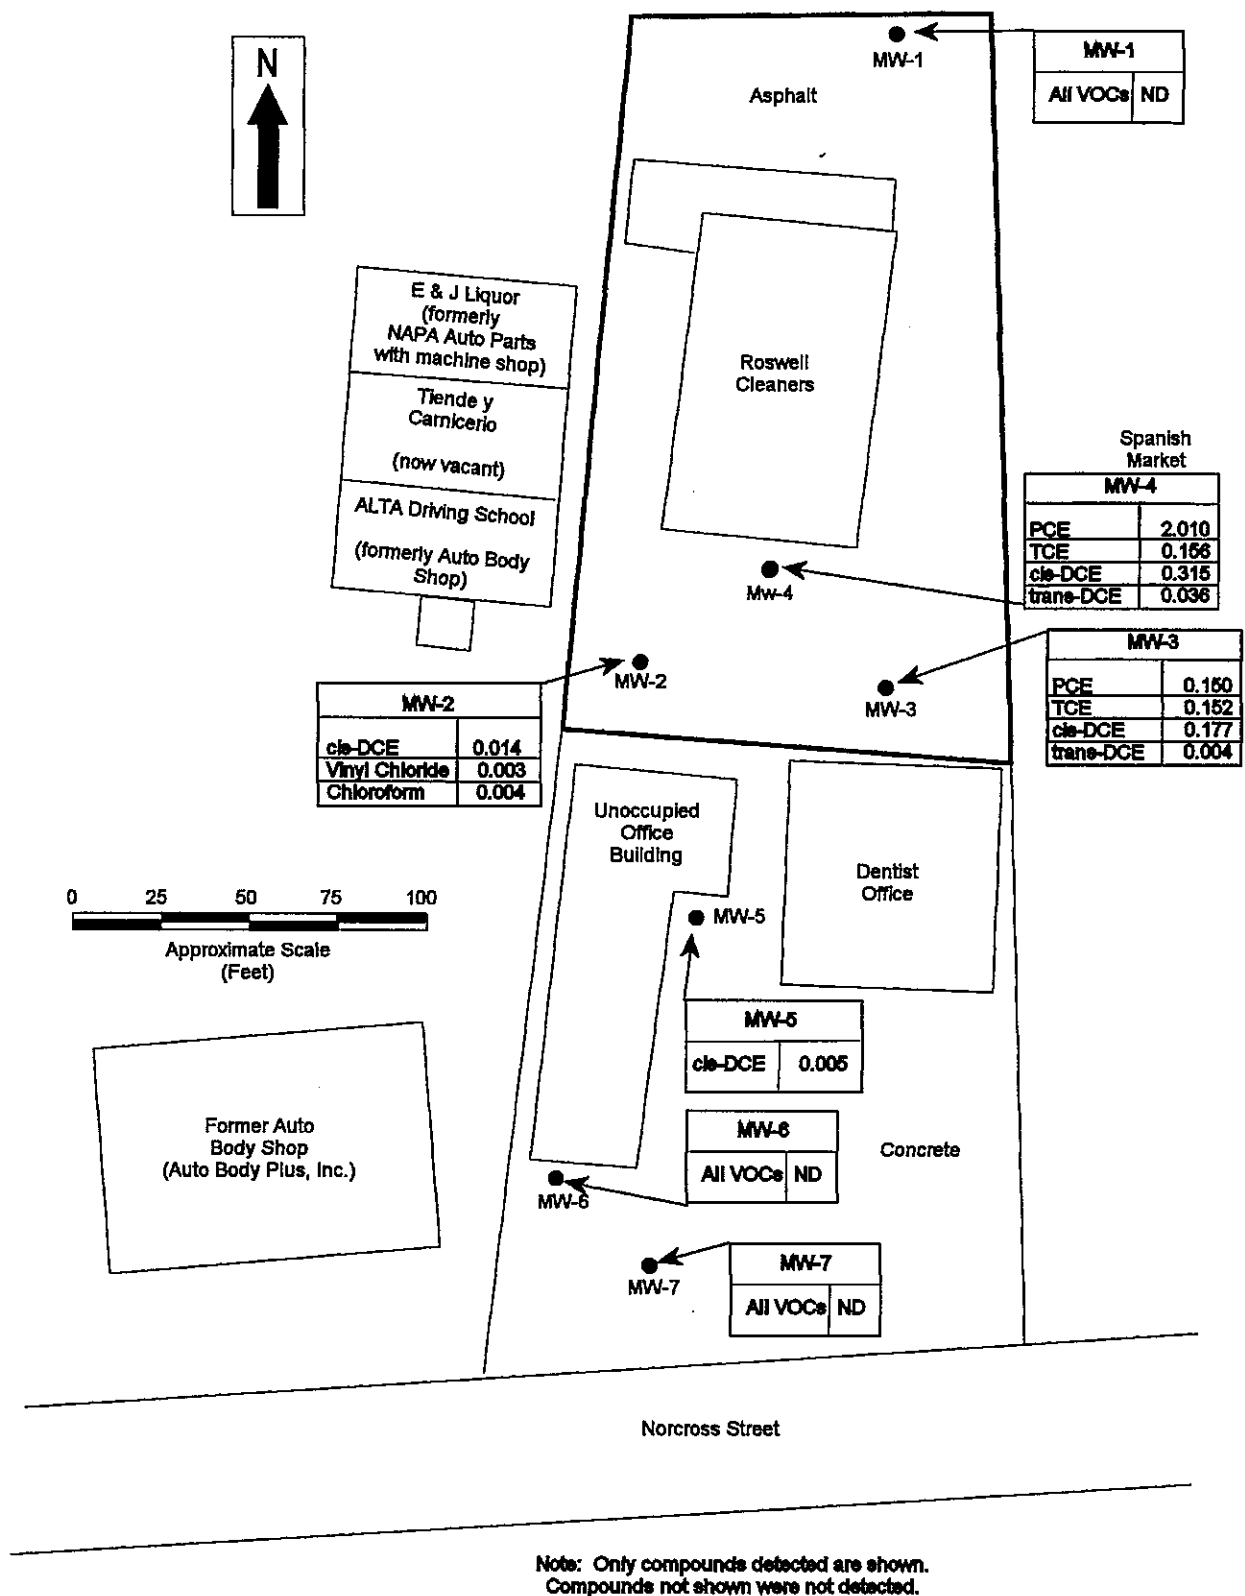 N
MW-1
Asphalt
MW-1
All VOCs ND
E & J Liquor
(formerly
NAPA Auto Parts
with machine shop)
Tiende y
Carnicerio
(now vacant)
ALTA Driving School
(formerly Auto Body
Shop)
Roswell
Cleaners
Spanish
Market
MW-4
PCE 2.010
TCE 0.156
cis-DCE 0.315
trans-DCE 0.036
Mw-4
MW-3
PCE 0.150
TCE 0.152
cis-DCE 0.177
trans-DCE 0.004
MW-2
MW-3
MW-2
cis-DCE 0.014
Vinyl Chloride 0.003
Chloroform 0.004
Unoccupied
Office
Building
Dentist
Office
0 25 50 75 100
Approximate Scale
(Feet)
MW-5
MW-5
cis-DCE 0.005
Former Auto
Body Shop
(Auto Body Plus, Inc.)
MW-6
All VOCs ND
Concrete
MW-6
MW-7
All VOCs ND
MW-7
Norcross Street
Note: Only compounds detected are shown.
Compounds not shown were not detected.